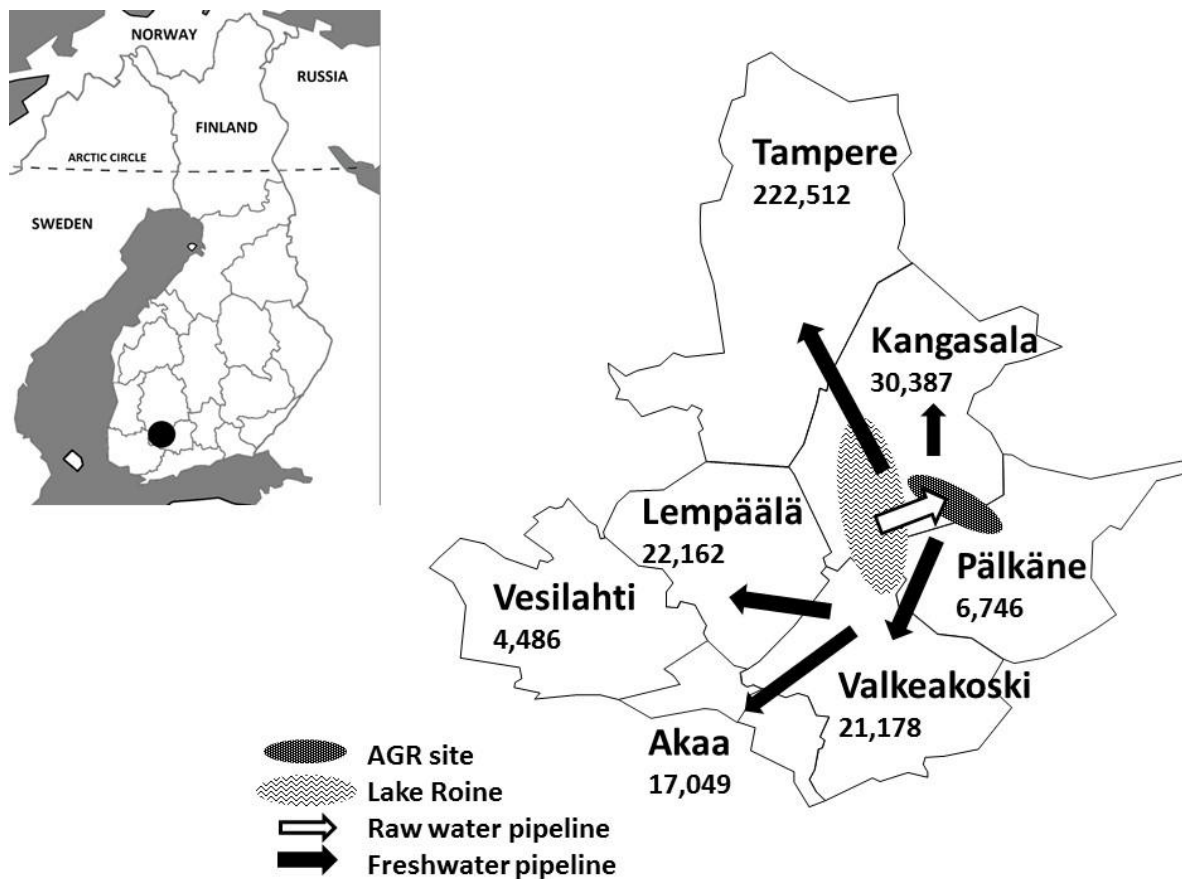 NORWAY
RUSSIA
FINLAND
ARCTIC CIRCLE
SWEDEN
Tampere
222,512
Kangasala
30,387
Lempäälä
22,162
Pälkäne
6,746
Vesilahti
4,486
Valkeakoski
21,178
Akaa
17,049
AGR site
Lake Roine
Raw water pipeline
Freshwater pipeline